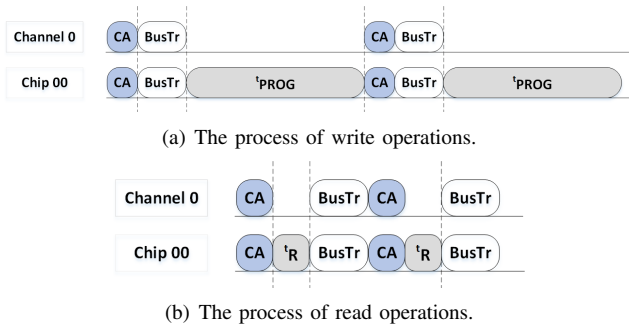 Channel 0 CA BusTr CA BusTr
Chip 00 CA BusTr tPROG CA BusTr tPROG
(a) The process of write operations.
Channel 0 CA BusTr CA BusTr
Chip 00 CA tR BusTr CA tR BusTr
(b) The process of read operations.